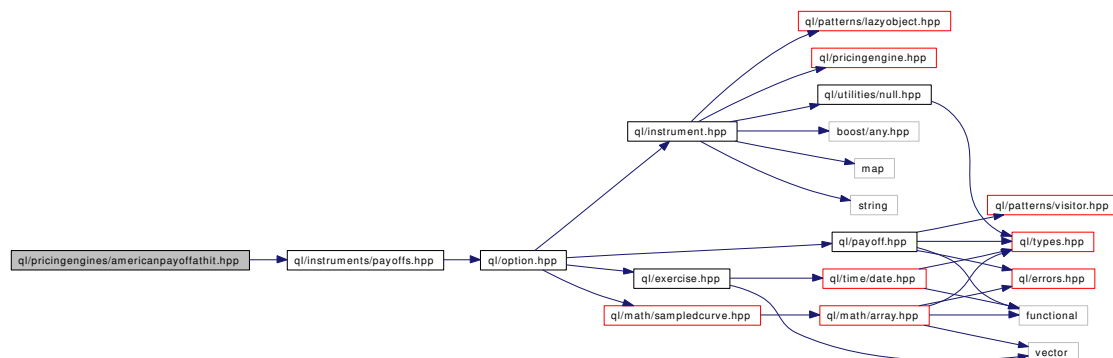 ql/patterns/lazyobject.hpp
ql/pricingengine.hpp
ql/utilities/null.hpp
ql/instrument.hpp
boost/any.hpp
map
string
ql/patterns/visitor.hpp
ql/payoff.hpp
ql/types.hpp
ql/pricingengines/americanpayoffathit.hpp
ql/instruments/payoffs.hpp
ql/option.hpp
ql/exercise.hpp
ql/time/date.hpp
ql/errors.hpp
ql/math/sampledcurve.hpp
ql/math/array.hpp
functional
vector